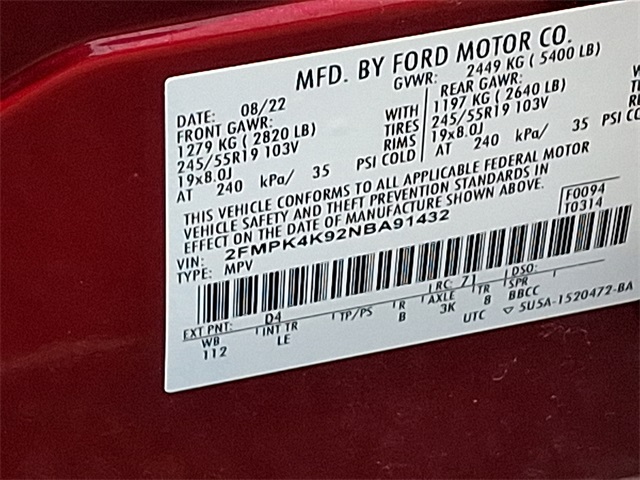 MFD. BY FORD MOTOR CO.
DATE: 08/22 GVWR: 2449 KG ( 5400 LB)
FRONT GAWR: REAR GAWR:
1279 KG ( 2820 LB) WITH 1197 KG ( 2640 LB)
245/55R19 103V TIRES 245/55R19 103V
19x8.0J RIMS 19x8.0J
AT 240 kPa/ 35 PSI COLD AT 240 kPa/ 35 PSI CO
THIS VEHICLE CONFORMS TO ALL APPLICABLE FEDERAL MOTOR
VEHICLE SAFETY AND THEFT PREVENTION STANDARDS IN
EFFECT ON THE DATE OF MANUFACTURE SHOWN ABOVE.
VIN: 2FMPK4K92NBA91432 F0094
TYPE: MPV T0314
EXT PNT: D4 RC: 71 DSO:
WB INT TR TP/PS R AXLE TR SPR
112 LE B 3K 8 BBCC
UTC ▽ 5U5A-1520472-BA